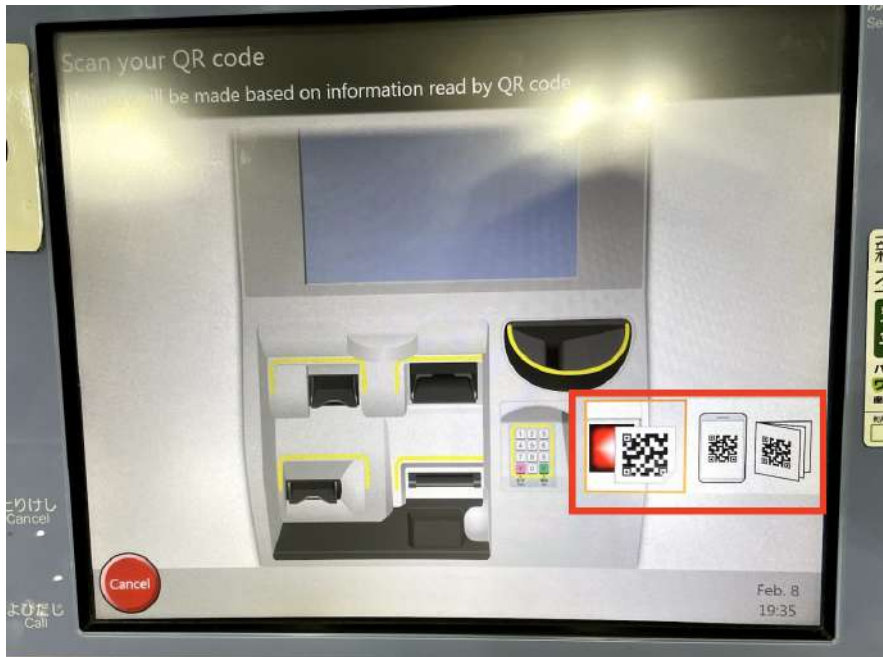 Scan your QR code
will be made based on information read by QR code
とりけし
Cancel
Cancel
よびだし
Call
Feb. 8
19:35